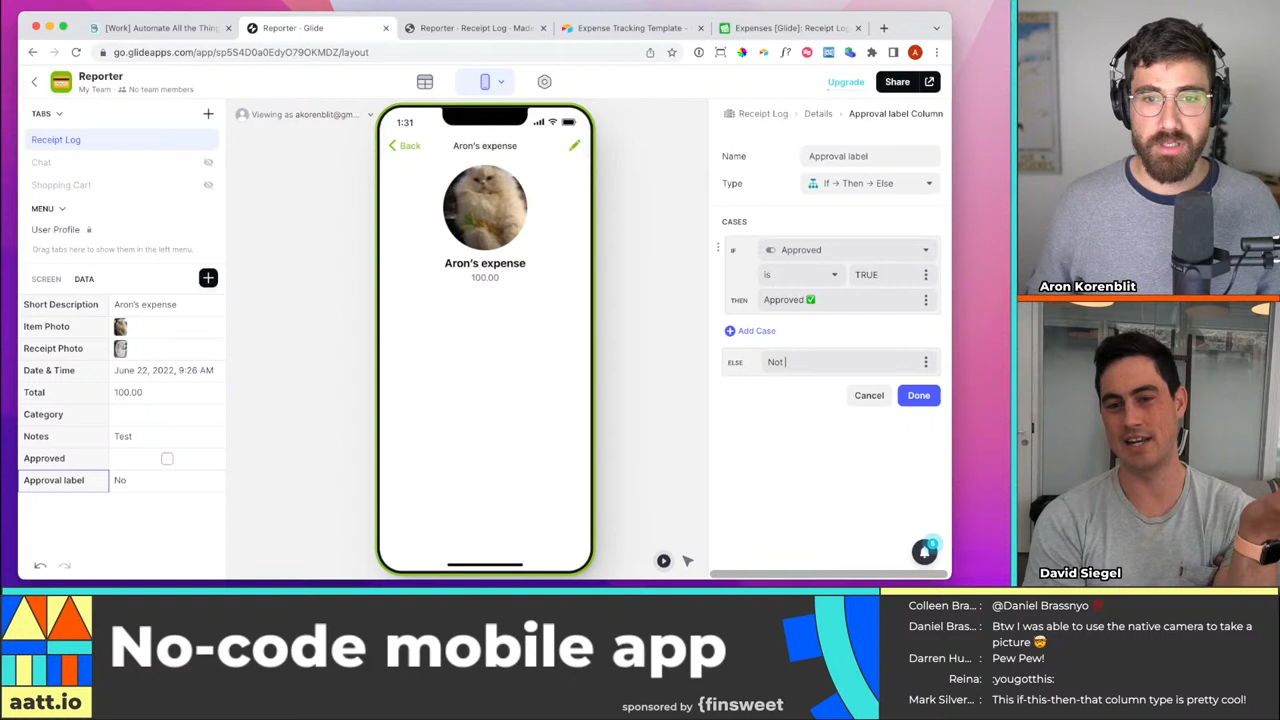 [Work] Automate All the Thing
Reporter - Glide
Reporter - Receipt Log - Made
Expense Tracking Template -
Expenses [Glide]: Receipt Log
go.glideapps.com/app/sp5S4D0a0EdyO79OKMDZ/layout
Reporter
My Team · No team members
Upgrade
Share
TABS
Receipt Log
Chat
Shopping Cart
MENU
User Profile
Drag tabs here to show them in the left menu.
SCREEN DATA
Short Description Aron's expense
Item Photo
Receipt Photo
Date & Time June 22, 2022, 9:26 AM
Total 100.00
Category
Notes Test
Approved
Approval label No
Viewing as akorenblit@gm...
1:31
Back Aron's expense
Aron's expense
100.00
Receipt Log Details Approval label Column
Name Approval label
Type If → Then → Else
CASES
IF Approved
is TRUE
THEN Approved ✅
Add Case
ELSE Not
Cancel Done
5
Aron Korenblit
David Siegel
aatt.io
No-code mobile app
sponsored by {finsweet
Colleen Bra... : @Daniel Brassnyo 💯
Daniel Bras... : Btw I was able to use the native camera to take a
picture 🤯
Darren Hu... : Pew Pew!
Reina: :yougotthis:
Mark Silver... : This if-this-then-that column type is pretty cool!